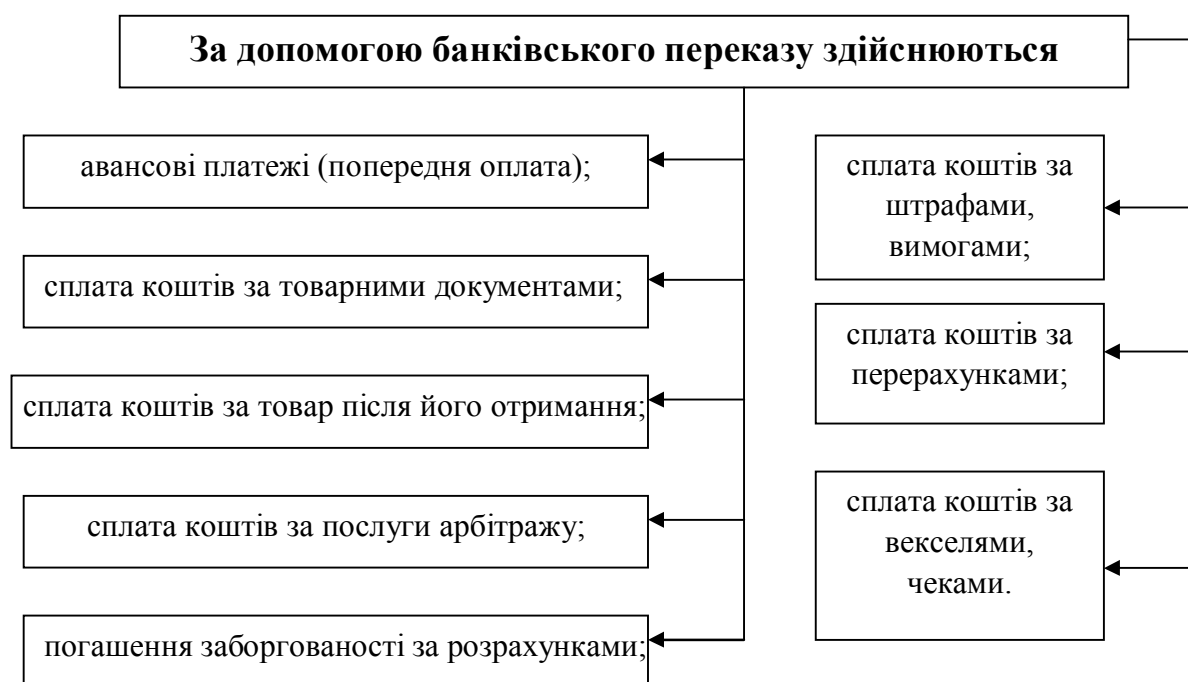 За допомогою банківського переказу здійснюються
авансові платежі (попередня оплата);
сплата коштів за товарними документами;
сплата коштів за товар після його отримання;
сплата коштів за послуги арбітражу;
погашення заборгованості за розрахунками;
сплата коштів за
штрафами,
вимогами;
сплата коштів за
перерахунками;
сплата коштів за
векселями,
чеками.